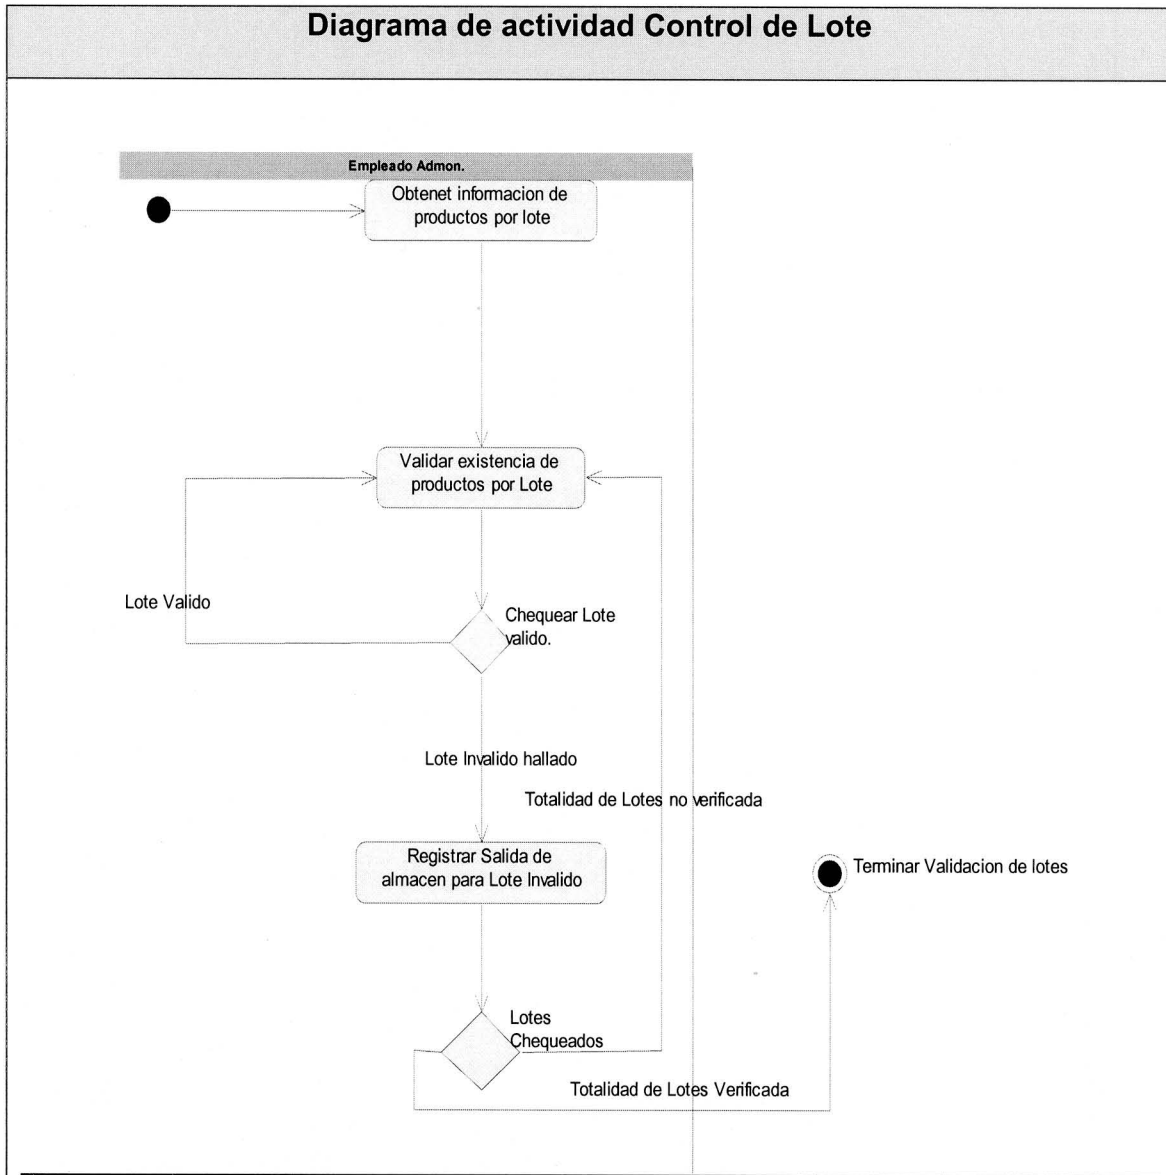 Diagrama de actividad Control de Lote
Empleado Admon.
Obtenet informacion de
productos por lote
Validar existencia de
productos por Lote
Lote Valido
Chequear Lote
valido.
Lote Invalido hallado
Totalidad de Lotes no verificada
Registrar Salida de
almacen para Lote Invalido
Terminar Validacion de lotes
Lotes
Chequeados
Totalidad de Lotes Verificada